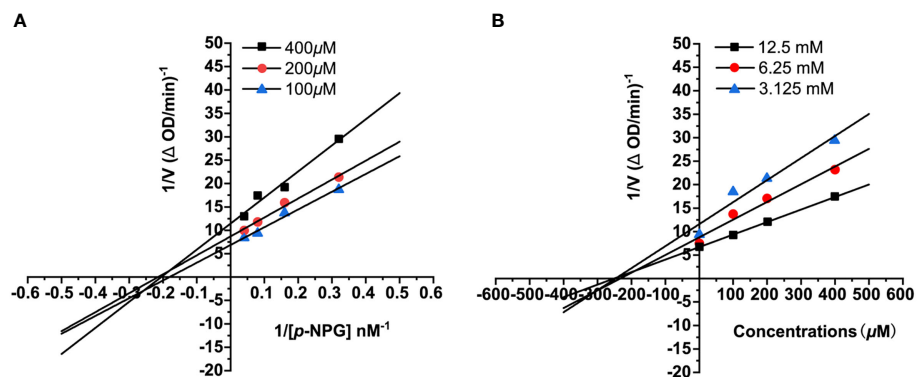 A
B
400μM
200μM
100μM
12.5 mM
6.25 mM
3.125 mM
1/V (Δ OD/min)⁻¹
50
45
40
35
30
25
20
15
10
5
-5
-10
-15
-20
-0.6 -0.5 -0.4 -0.3 -0.2 -0.1 0.1 0.2 0.3 0.4 0.5 0.6
1/[p-NPG] nM⁻¹
1/V (Δ OD/min)⁻¹
50
45
40
35
30
25
20
15
10
5
-5
-10
-15
-20
-600 -500 -400 -300 -200 -100 100 200 300 400 500 600
Concentrations (μM)